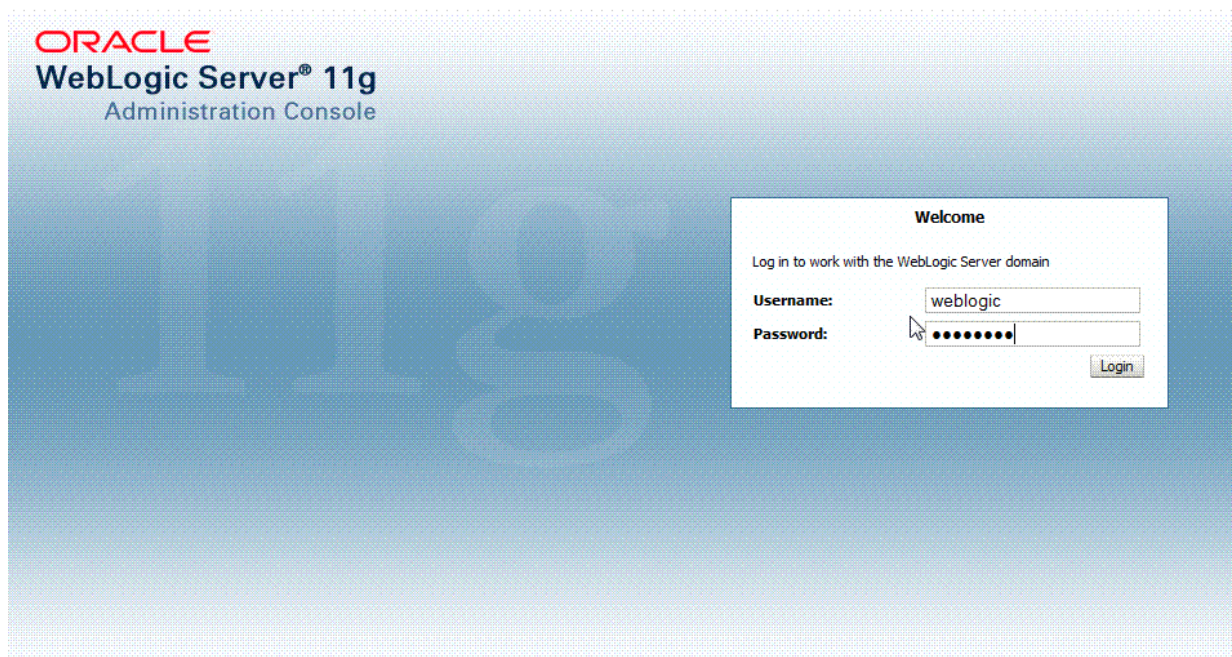 ORACLE
WebLogic Server® 11g
Administration Console
11g
Welcome
Log in to work with the WebLogic Server domain
Username: weblogic
Password: ●●●●●●●●
Login